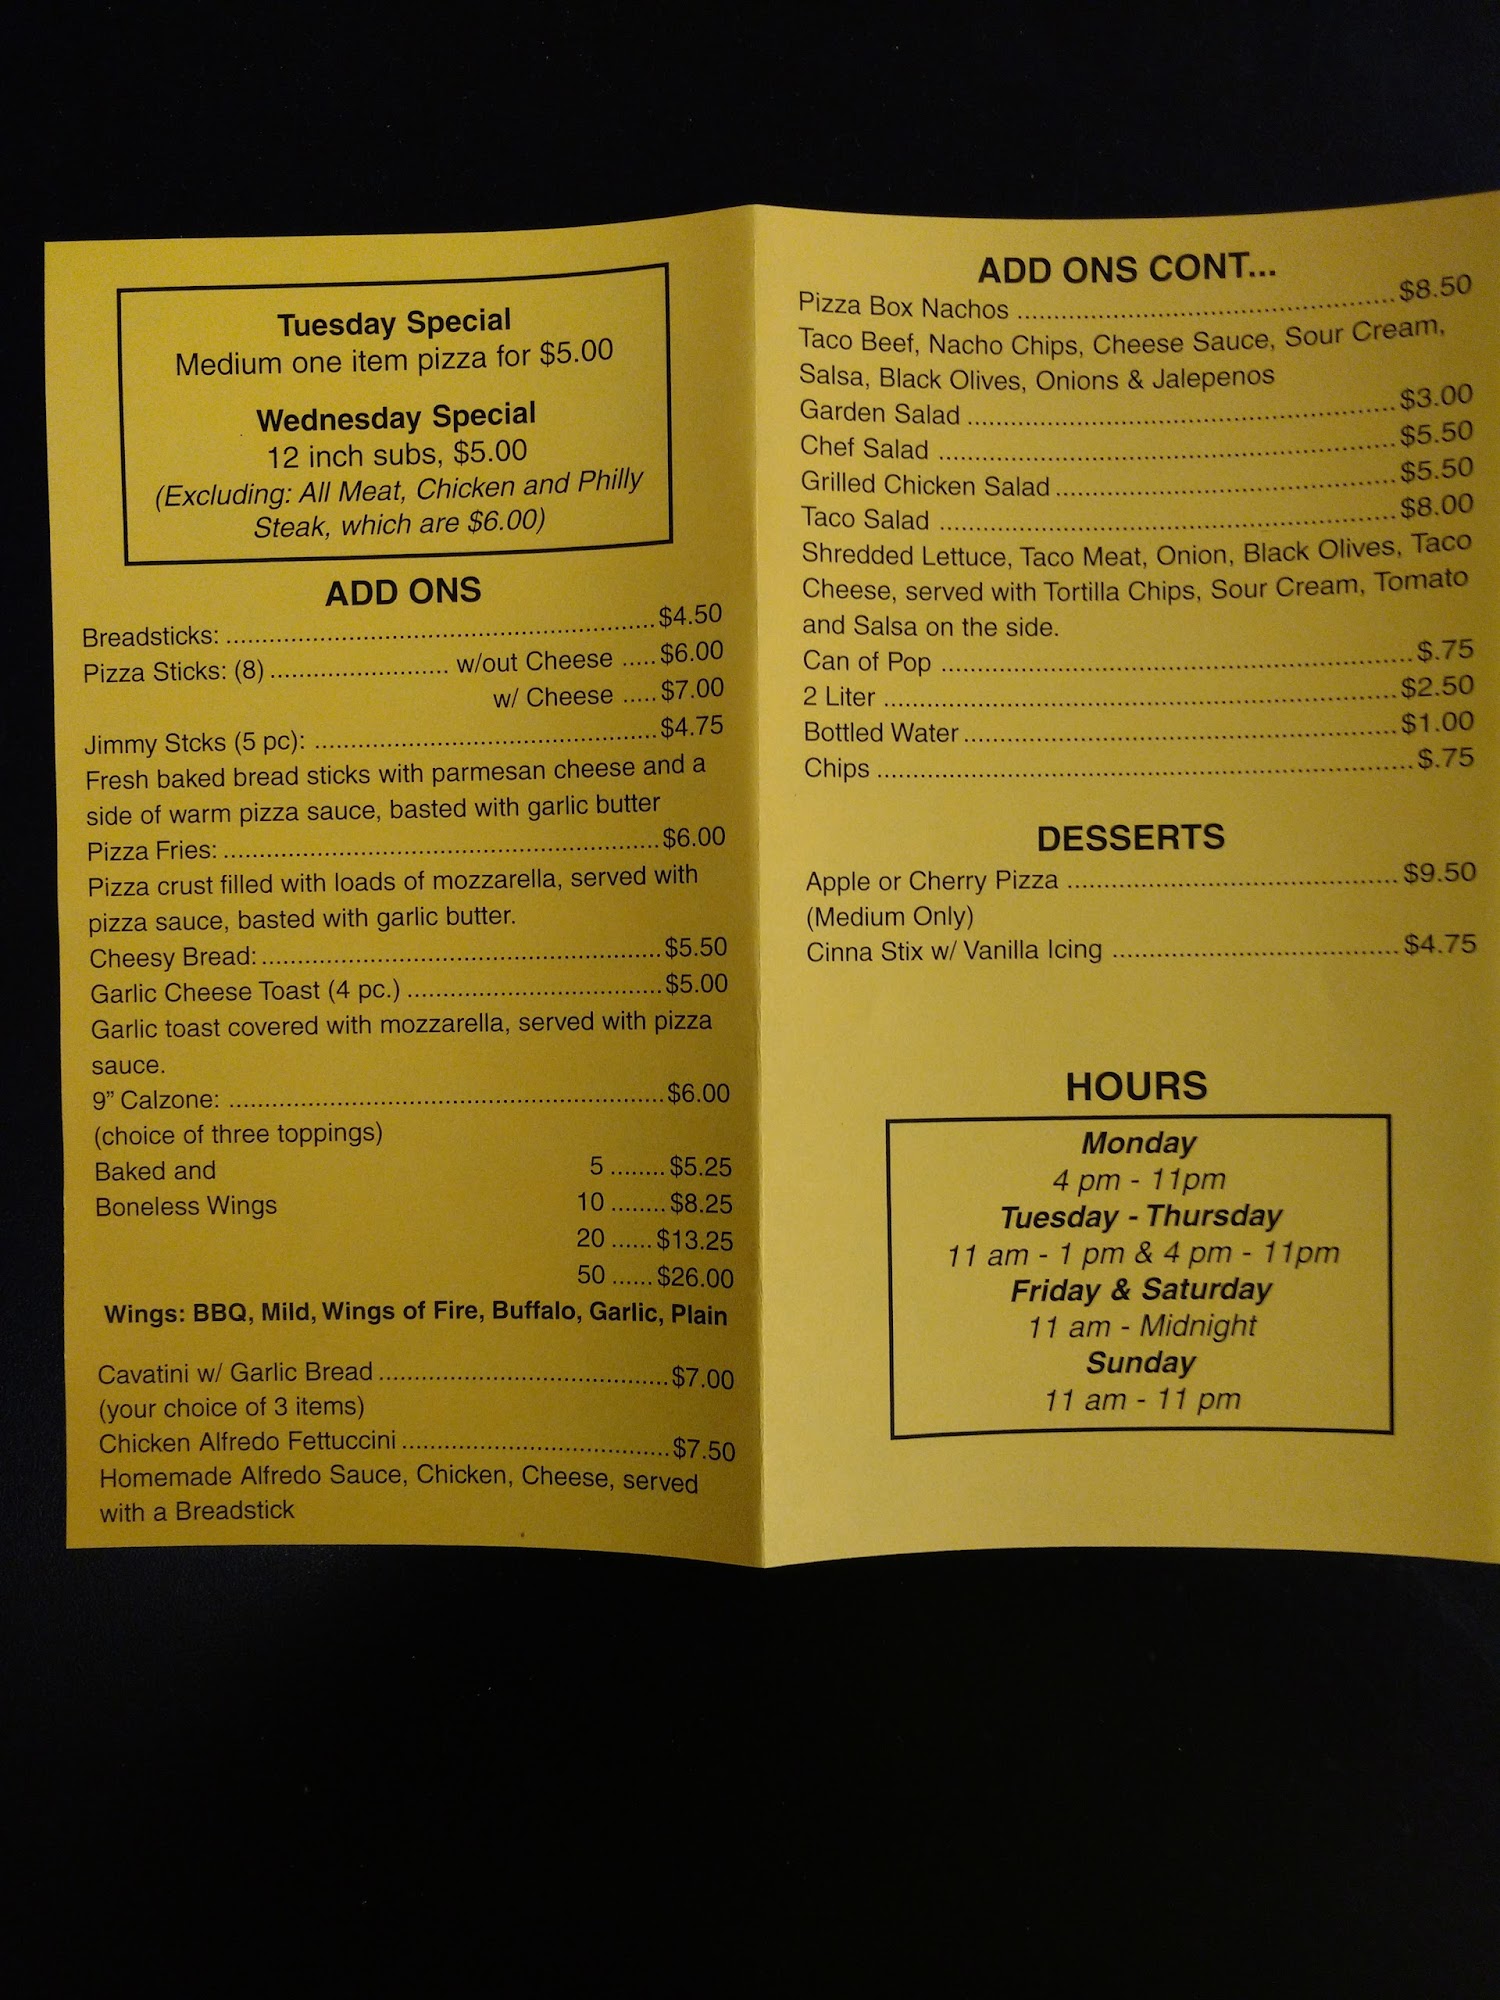 Tuesday Special
Medium one item pizza for $5.00
Wednesday Special
12 inch subs, $5.00
(Excluding: All Meat, Chicken and Philly
Steak, which are $6.00)
ADD ONS
Breadsticks: ............................................................ $4.50
Pizza Sticks: (8) ......................... w/out Cheese ..... $6.00
w/ Cheese ..... $7.00
Jimmy Stcks (5 pc): ................................................ $4.75
Fresh baked bread sticks with parmesan cheese and a
side of warm pizza sauce, basted with garlic butter
Pizza Fries: ............................................................. $6.00
Pizza crust filled with loads of mozzarella, served with
pizza sauce, basted with garlic butter.
Cheesy Bread: ........................................................ $5.50
Garlic Cheese Toast (4 pc.) ................................... $5.00
Garlic toast covered with mozzarella, served with pizza
sauce.
9" Calzone: ............................................................. $6.00
(choice of three toppings)
Baked and 5 ........ $5.25
Boneless Wings 10 ........ $8.25
20 ...... $13.25
50 ...... $26.00
Wings: BBQ, Mild, Wings of Fire, Buffalo, Garlic, Plain
Cavatini w/ Garlic Bread ......................................... $7.00
(your choice of 3 items)
Chicken Alfredo Fettuccini ...................................... $7.50
Homemade Alfredo Sauce, Chicken, Cheese, served
with a Breadstick
ADD ONS CONT...
Pizza Box Nachos ..................................................... $8.50
Taco Beef, Nacho Chips, Cheese Sauce, Sour Cream,
Salsa, Black Olives, Onions & Jalepenos
Garden Salad ............................................................ $3.00
Chef Salad ................................................................ $5.50
Grilled Chicken Salad ............................................... $5.50
Taco Salad ................................................................ $8.00
Shredded Lettuce, Taco Meat, Onion, Black Olives, Taco
Cheese, served with Tortilla Chips, Sour Cream, Tomato
and Salsa on the side.
Can of Pop .................................................................. $.75
2 Liter ........................................................................ $2.50
Bottled Water ............................................................. $1.00
Chips ........................................................................... $.75
DESSERTS
Apple or Cherry Pizza .............................................. $9.50
(Medium Only)
Cinna Stix w/ Vanilla Icing ........................................ $4.75
HOURS
Monday
4 pm - 11pm
Tuesday - Thursday
11 am - 1 pm & 4 pm - 11pm
Friday & Saturday
11 am - Midnight
Sunday
11 am - 11 pm